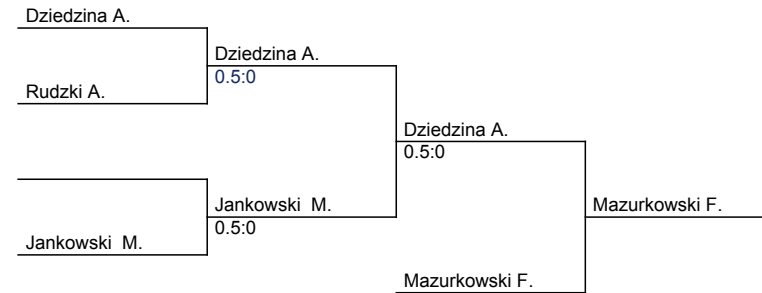 Dziedzina A.
Dziedzina A.
0.5:0
Rudzki A.
Dziedzina A.
0.5:0
Jankowski  M.
0.5:0
Mazurkowski F.
Jankowski  M.
Mazurkowski F.